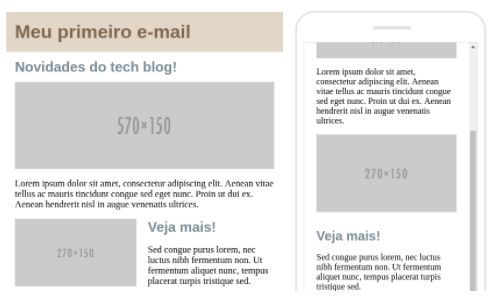 Meu primeiro e-mail
Novidades do tech blog!
570×150
Lorem ipsum dolor sit amet, consectetur adipiscing elit. Aenean vitae
tellus ac mauris tincidunt congue sed eget nunc. Proin ut dui ex.
Aenean hendrerit nisl in augue venenatis ultrices.
270×150
Veja mais!
Sed congue purus lorem, nec
luctus nibh fermentum non. Ut
fermentum aliquet nunc, tempus
placerat turpis tristique sed.
Lorem ipsum dolor sit amet,
consectetur adipiscing elit. Aenean
vitae tellus ac mauris tincidunt congue
sed eget nunc. Proin ut dui ex. Aenean
hendrerit nisl in augue venenatis
ultrices.
270×150
Veja mais!
Sed congue purus lorem, nec luctus
nibh fermentum non. Ut fermentum
aliquet nunc, tempus placerat turpis
tristique sed.